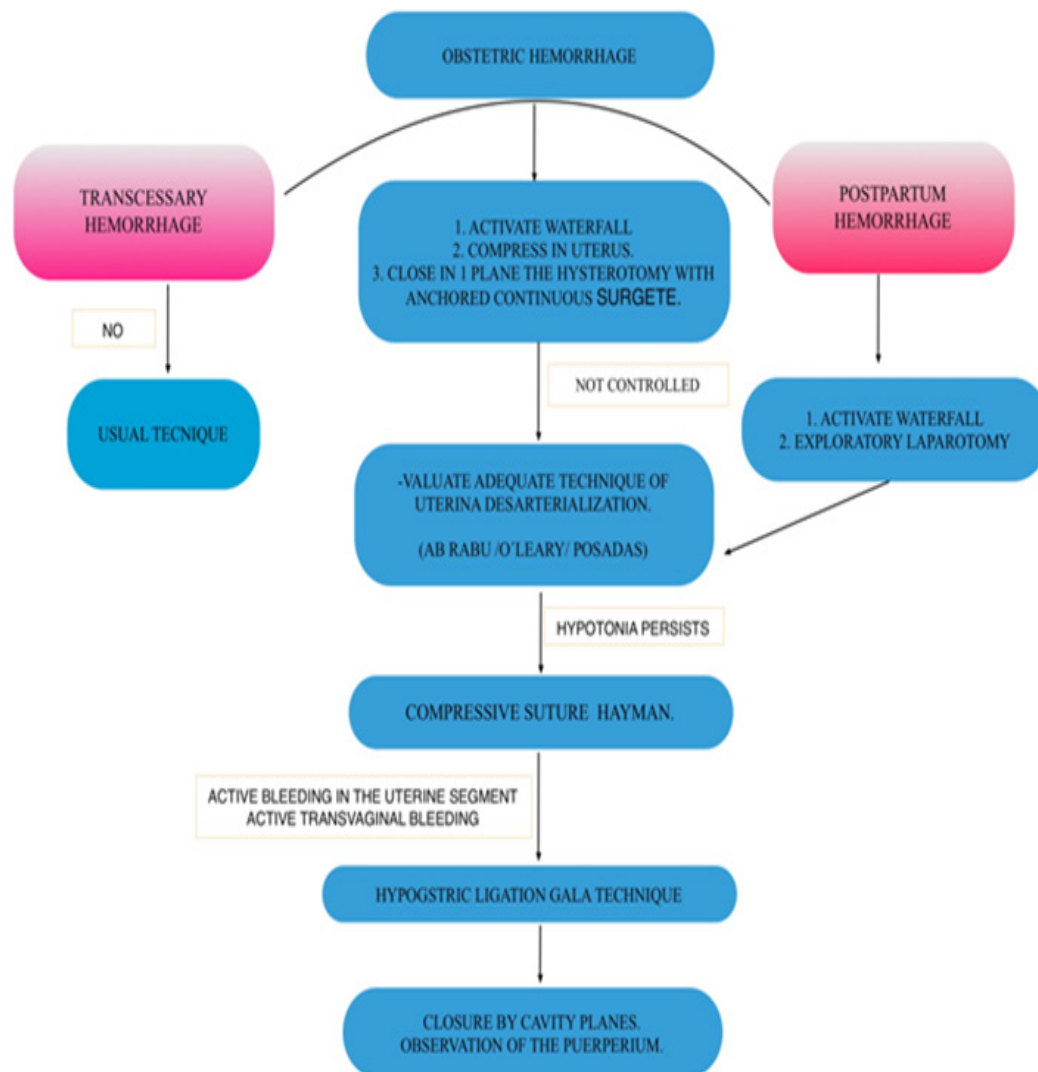 OBSTETRIC HEMORRHAGE
TRANSCESSARY
HEMORRHAGE
1. ACTIVATE WATERFALL
2. COMPRESS IN UTERUS.
3. CLOSE IN 1 PLANE THE HYSTEROTOMY WITH
ANCHORED CONTINUOUS SURGETE.
POSTPARTUM
HEMORRHAGE
NO
NOT CONTROLLED
USUAL TECNIQUE
1. ACTIVATE WATERFALL
2. EXPLORATORY LAPAROTOMY
-VALUATE ADEQUATE TECHNIQUE OF
UTERINA DESARTERIALIZATION.
(AB RABU /O´LEARY/ POSADAS)
HYPOTONIA PERSISTS
COMPRESSIVE SUTURE HAYMAN.
ACTIVE BLEEDING IN THE UTERINE SEGMENT
ACTIVE TRANSVAGINAL BLEEDING
HYPOGSTRIC LIGATION GALA TECHNIQUE
CLOSURE BY CAVITY PLANES.
OBSERVATION OF THE PUERPERIUM.